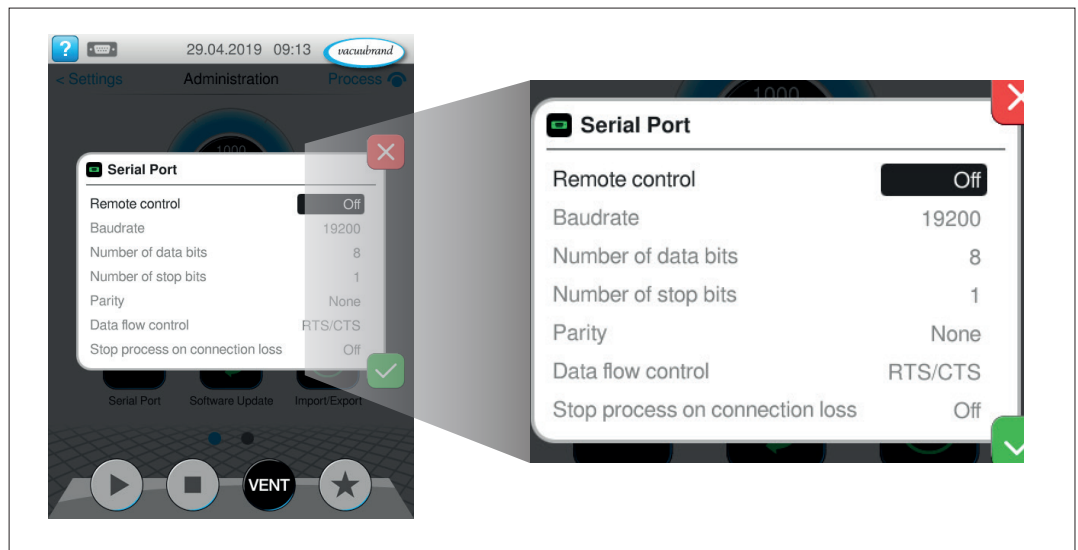 ? 29.04.2019 09:13 vacuubrand
< Settings Administration Process
1000
Serial Port
Remote control Off
Baudrate 19200
Number of data bits 8
Number of stop bits 1
Parity None
Data flow control RTS/CTS
Stop process on connection loss Off
Serial Port Software Update Import/Export
VENT
1000
Serial Port
Remote control Off
Baudrate 19200
Number of data bits 8
Number of stop bits 1
Parity None
Data flow control RTS/CTS
Stop process on connection loss Off